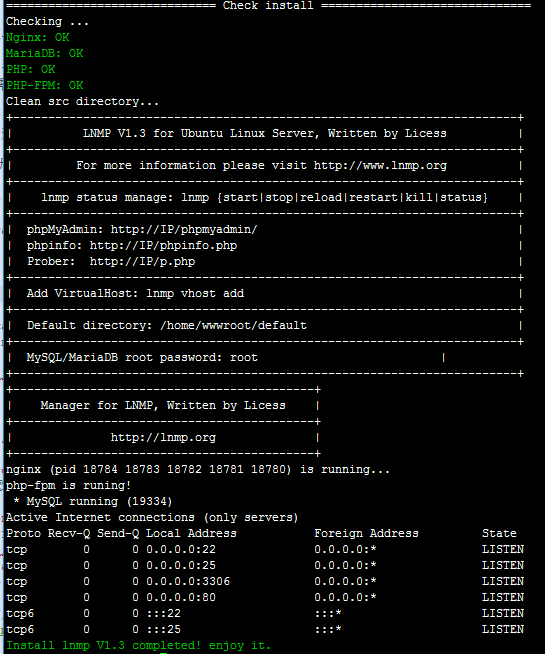 ============================== Check install ==============================
Checking ...
Nginx: OK
MariaDB: OK
PHP: OK
PHP-FPM: OK
Clean src directory...
+------------------------------------------------------------------------+
|          LNMP V1.3 for Ubuntu Linux Server, Written by Licess          |
+------------------------------------------------------------------------+
|         For more information please visit http://www.lnmp.org          |
+------------------------------------------------------------------------+
|    lnmp status manage: lnmp {start|stop|reload|restart|kill|status}    |
+------------------------------------------------------------------------+
|  phpMyAdmin: http://IP/phpmyadmin/                                     |
|  phpinfo: http://IP/phpinfo.php                                        |
|  Prober:  http://IP/p.php                                              |
+------------------------------------------------------------------------+
|  Add VirtualHost: lnmp vhost add                                       |
+------------------------------------------------------------------------+
|  Default directory: /home/wwwroot/default                              |
+------------------------------------------------------------------------+
|  MySQL/MariaDB root password: root                          |
+------------------------------------------------------------------------+
+-------------------------------------------+
|    Manager for LNMP, Written by Licess    |
+-------------------------------------------+
|              http://lnmp.org              |
+-------------------------------------------+
nginx (pid 18784 18783 18782 18781 18780) is running...
php-fpm is runing!
 * MySQL running (19334)
Active Internet connections (only servers)
Proto Recv-Q Send-Q Local Address           Foreign Address         State
tcp        0      0 0.0.0.0:22              0.0.0.0:*               LISTEN
tcp        0      0 0.0.0.0:25              0.0.0.0:*               LISTEN
tcp        0      0 0.0.0.0:3306            0.0.0.0:*               LISTEN
tcp        0      0 0.0.0.0:80              0.0.0.0:*               LISTEN
tcp6       0      0 :::22                   :::*                    LISTEN
tcp6       0      0 :::25                   :::*                    LISTEN
Install lnmp V1.3 completed! enjoy it.